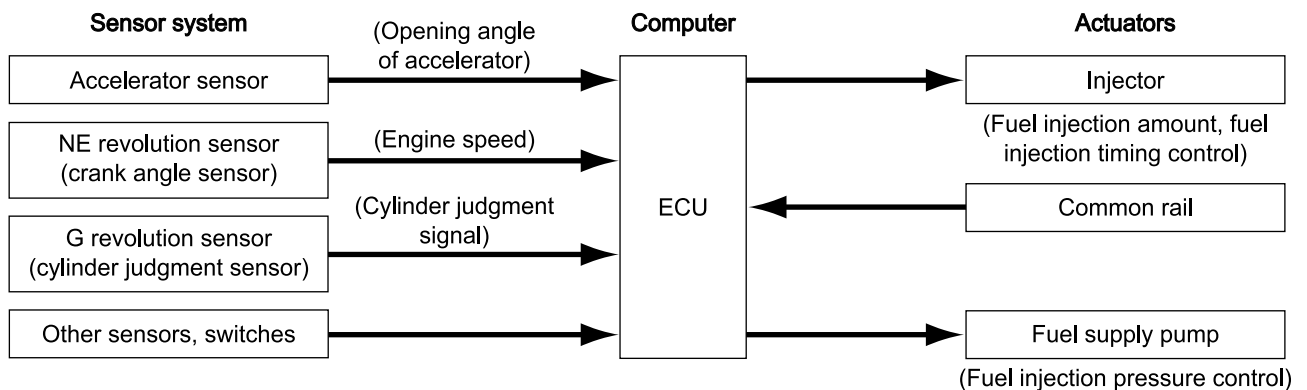 Sensor system
Computer
Actuators
Accelerator sensor
(Opening angle
of accelerator)
NE revolution sensor
(crank angle sensor)
(Engine speed)
G revolution sensor
(cylinder judgment sensor)
(Cylinder judgment
signal)
Other sensors, switches
ECU
Injector
(Fuel injection amount, fuel
injection timing control)
Common rail
Fuel supply pump
(Fuel injection pressure control)